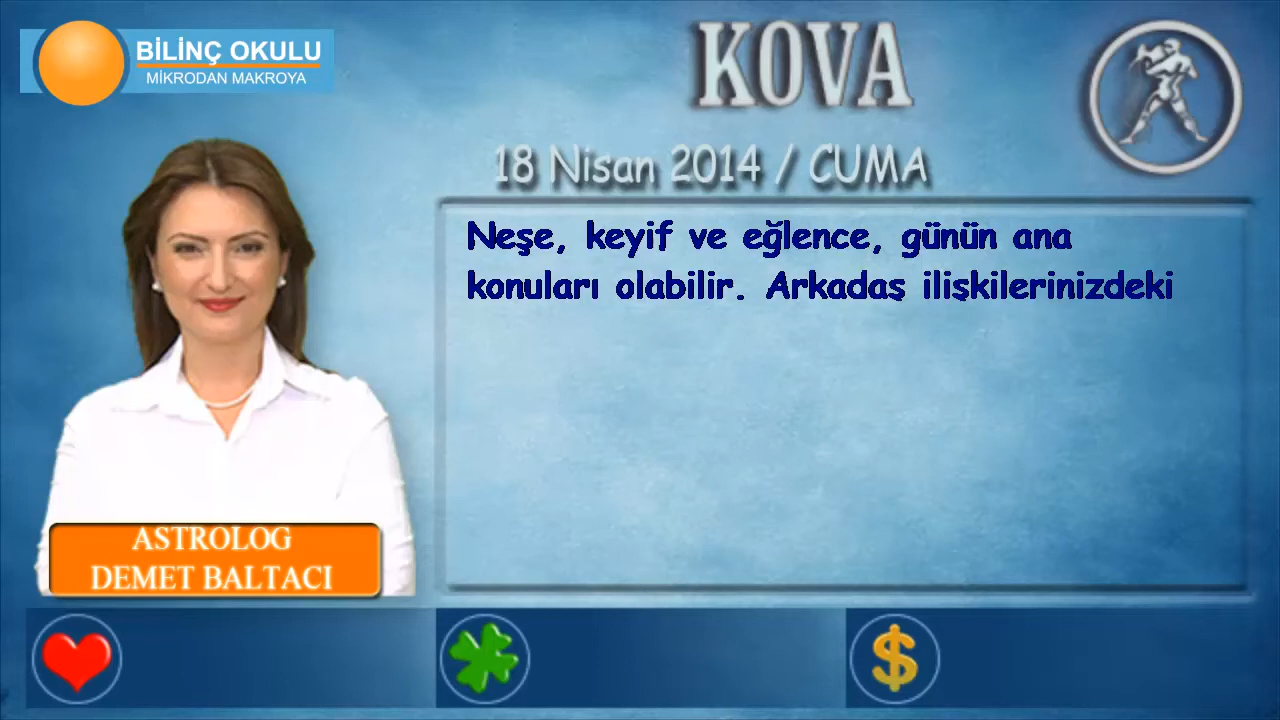 BİLİNÇ OKULU
MİKRODAN MAKROYA
KOVA
18 Nisan 2014 / CUMA
Neşe, keyif ve eğlence, günün ana
konuları olabilir. Arkadaş ilişkilerinizdeki
ASTROLOG
DEMET BALTACI
$